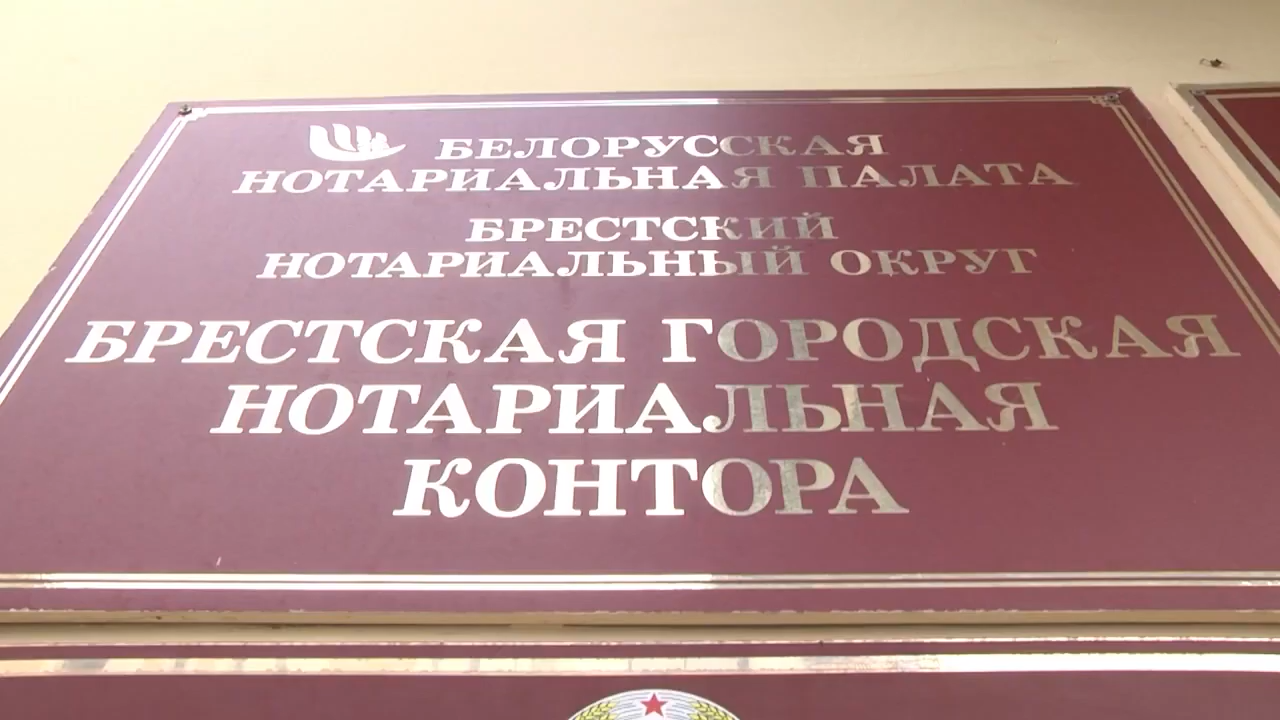 БЕЛОРУССКАЯ
НОТАРИАЛЬНАЯ ПАЛАТА
БРЕСТСКИЙ
НОТАРИАЛЬНЫЙ ОКРУГ
БРЕСТСКАЯ ГОРОДСКАЯ
НОТАРИАЛЬНАЯ
КОНТОРА